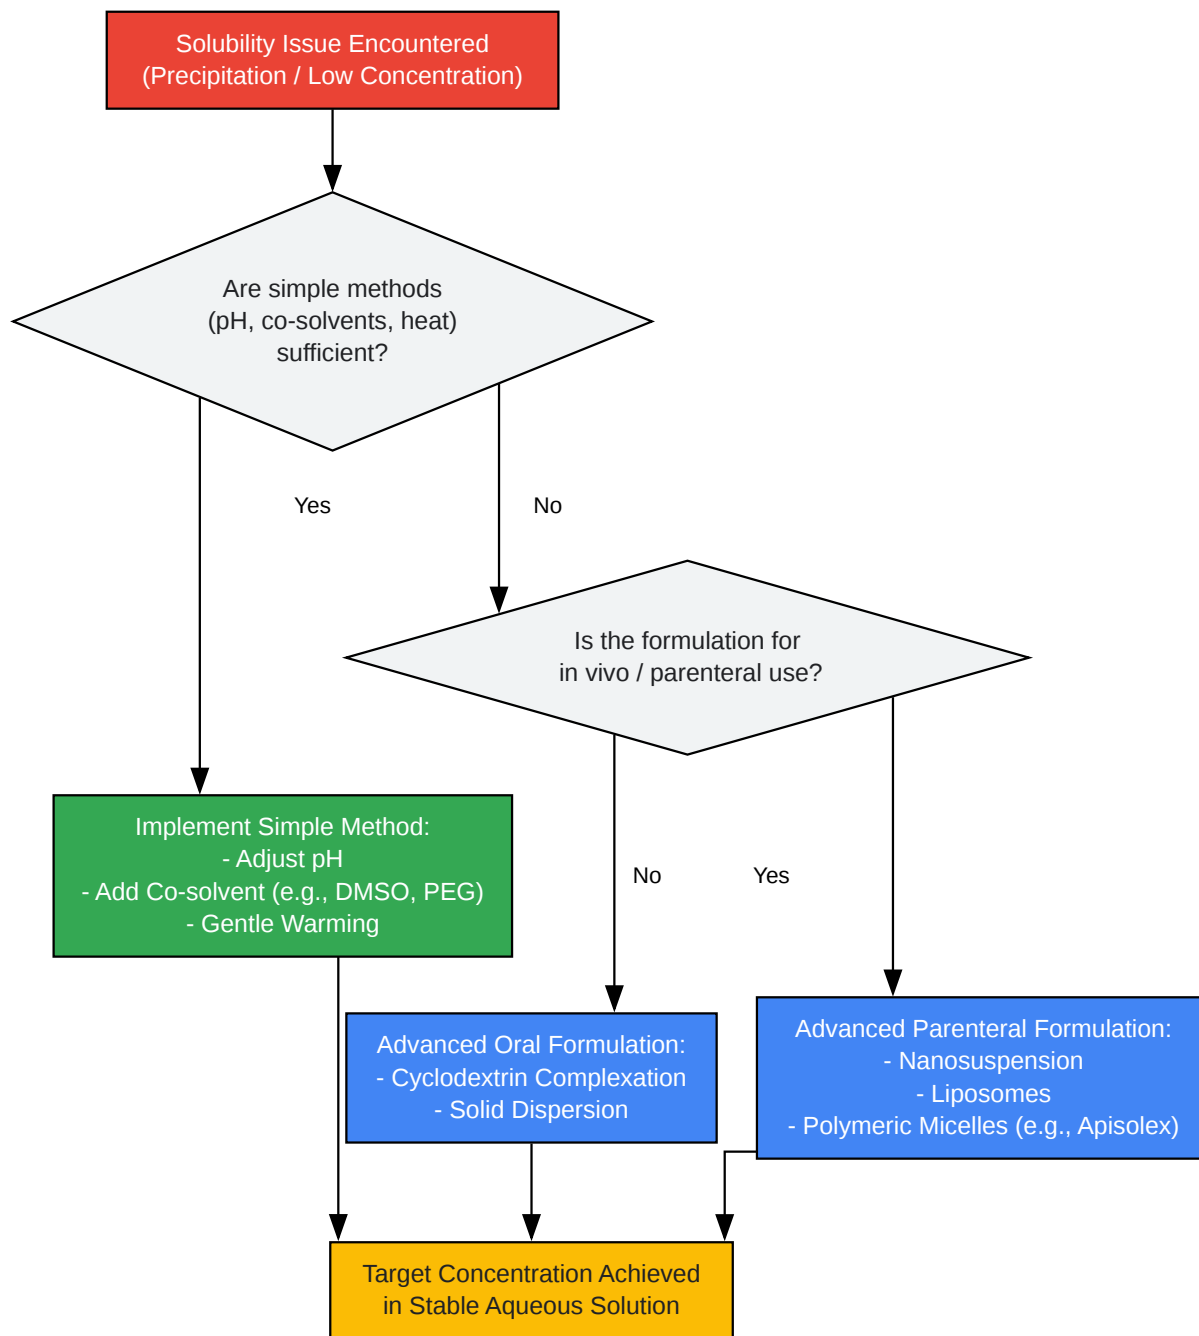 Solubility Issue Encountered
(Precipitation / Low Concentration)
Are simple methods
(pH, co-solvents, heat)
sufficient?
Yes
No
Is the formulation for
in vivo / parenteral use?
Implement Simple Method:
- Adjust pH
- Add Co-solvent (e.g., DMSO, PEG)
- Gentle Warming
No
Yes
Advanced Oral Formulation:
- Cyclodextrin Complexation
- Solid Dispersion
Advanced Parenteral Formulation:
- Nanosuspension
- Liposomes
- Polymeric Micelles (e.g., Apisolex)
Target Concentration Achieved
in Stable Aqueous Solution